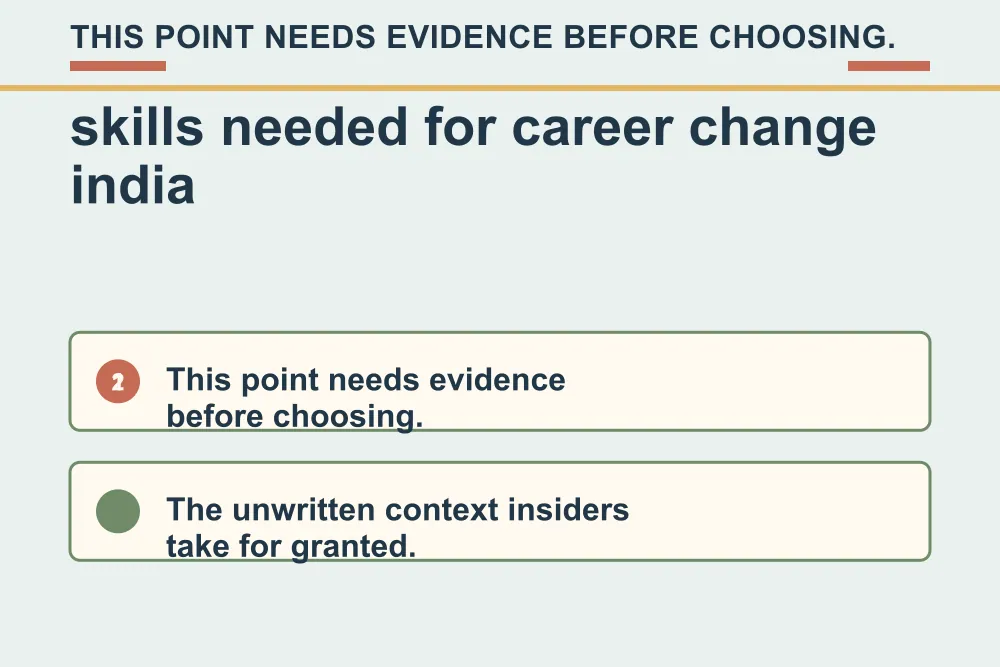 THIS POINT NEEDS EVIDENCE BEFORE CHOOSING.
skills needed for career change
india
2
This point needs evidence
before choosing.
The unwritten context insiders
take for granted.